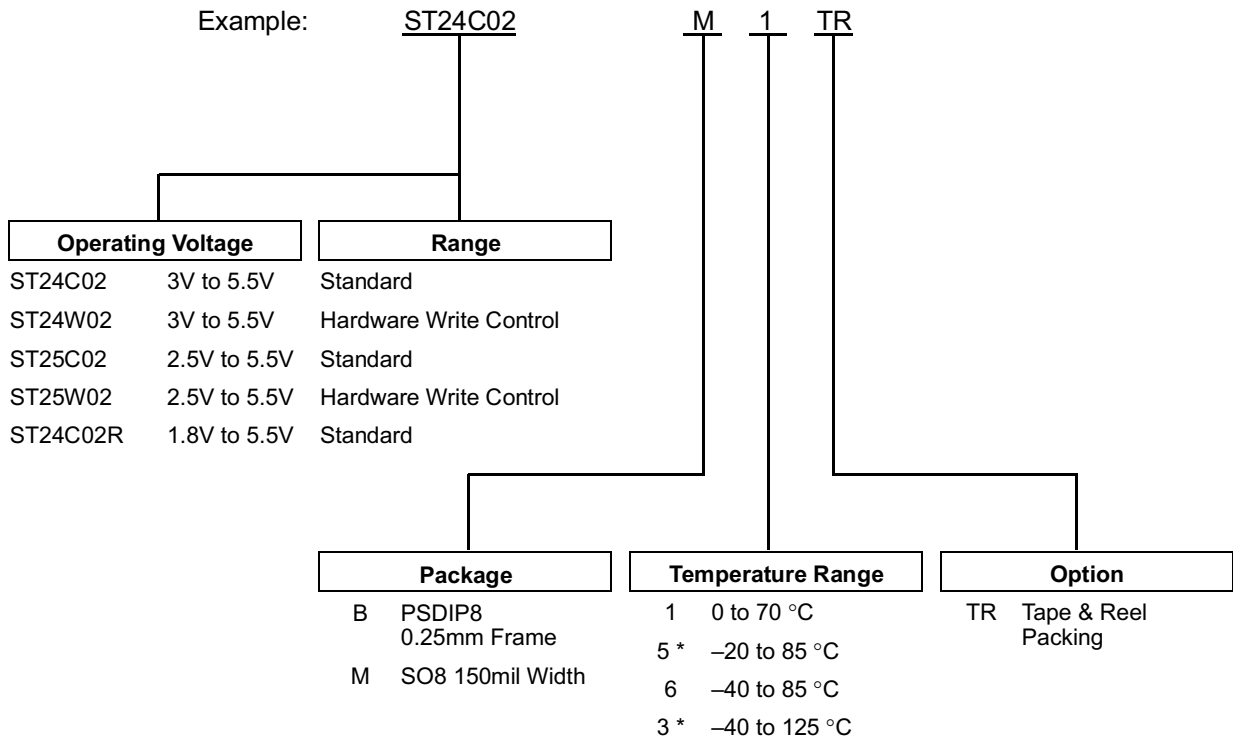 Example: ST24C02 M 1 TR
Operating Voltage Range
ST24C02 3V to 5.5V Standard
ST24W02 3V to 5.5V Hardware Write Control
ST25C02 2.5V to 5.5V Standard
ST25W02 2.5V to 5.5V Hardware Write Control
ST24C02R 1.8V to 5.5V Standard
Package
B PSDIP8
0.25mm Frame
M SO8 150mil Width
Temperature Range
1 0 to 70 °C
5 * –20 to 85 °C
6 –40 to 85 °C
3 * –40 to 125 °C
Option
TR Tape & Reel
Packing